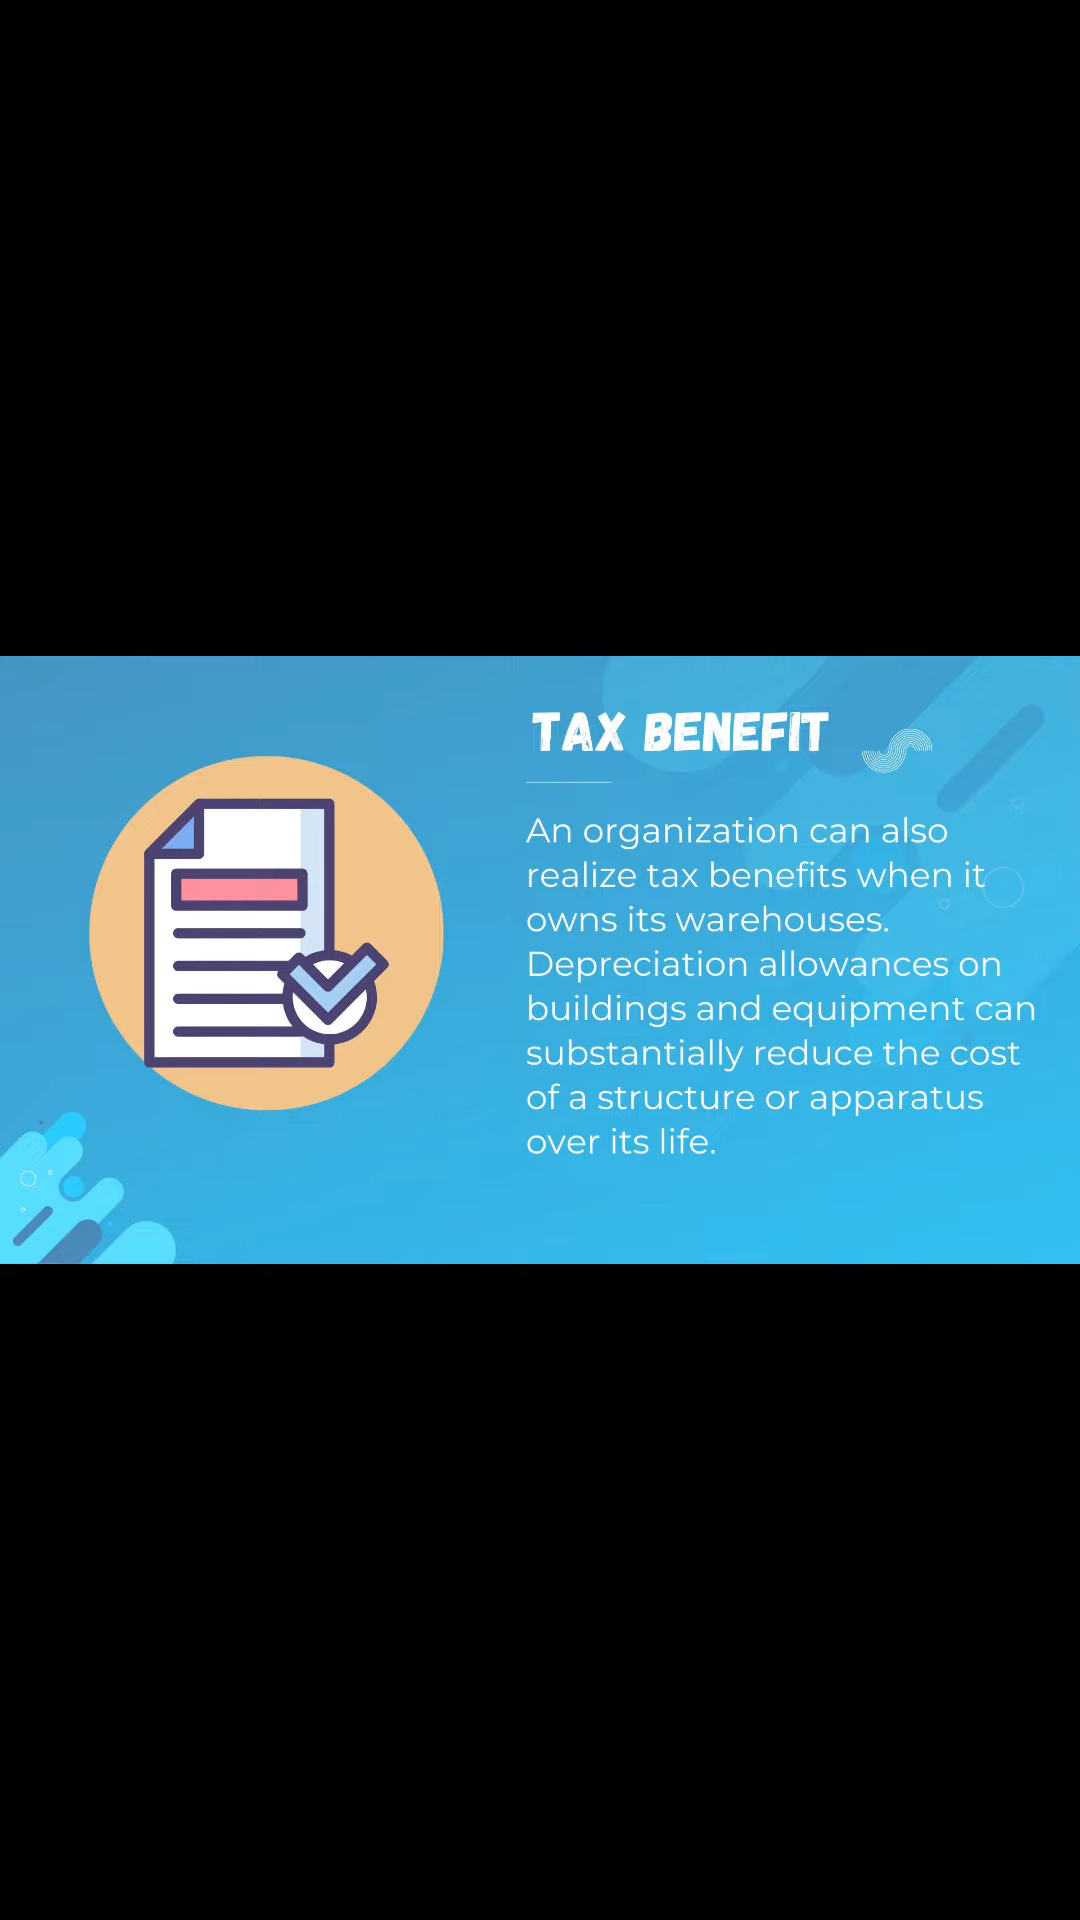 TAX BENEFIT
An organization can also
realize tax benefits when it
owns its warehouses.
Depreciation allowances on
buildings and equipment can
substantially reduce the cost
of a structure or apparatus
over its life.